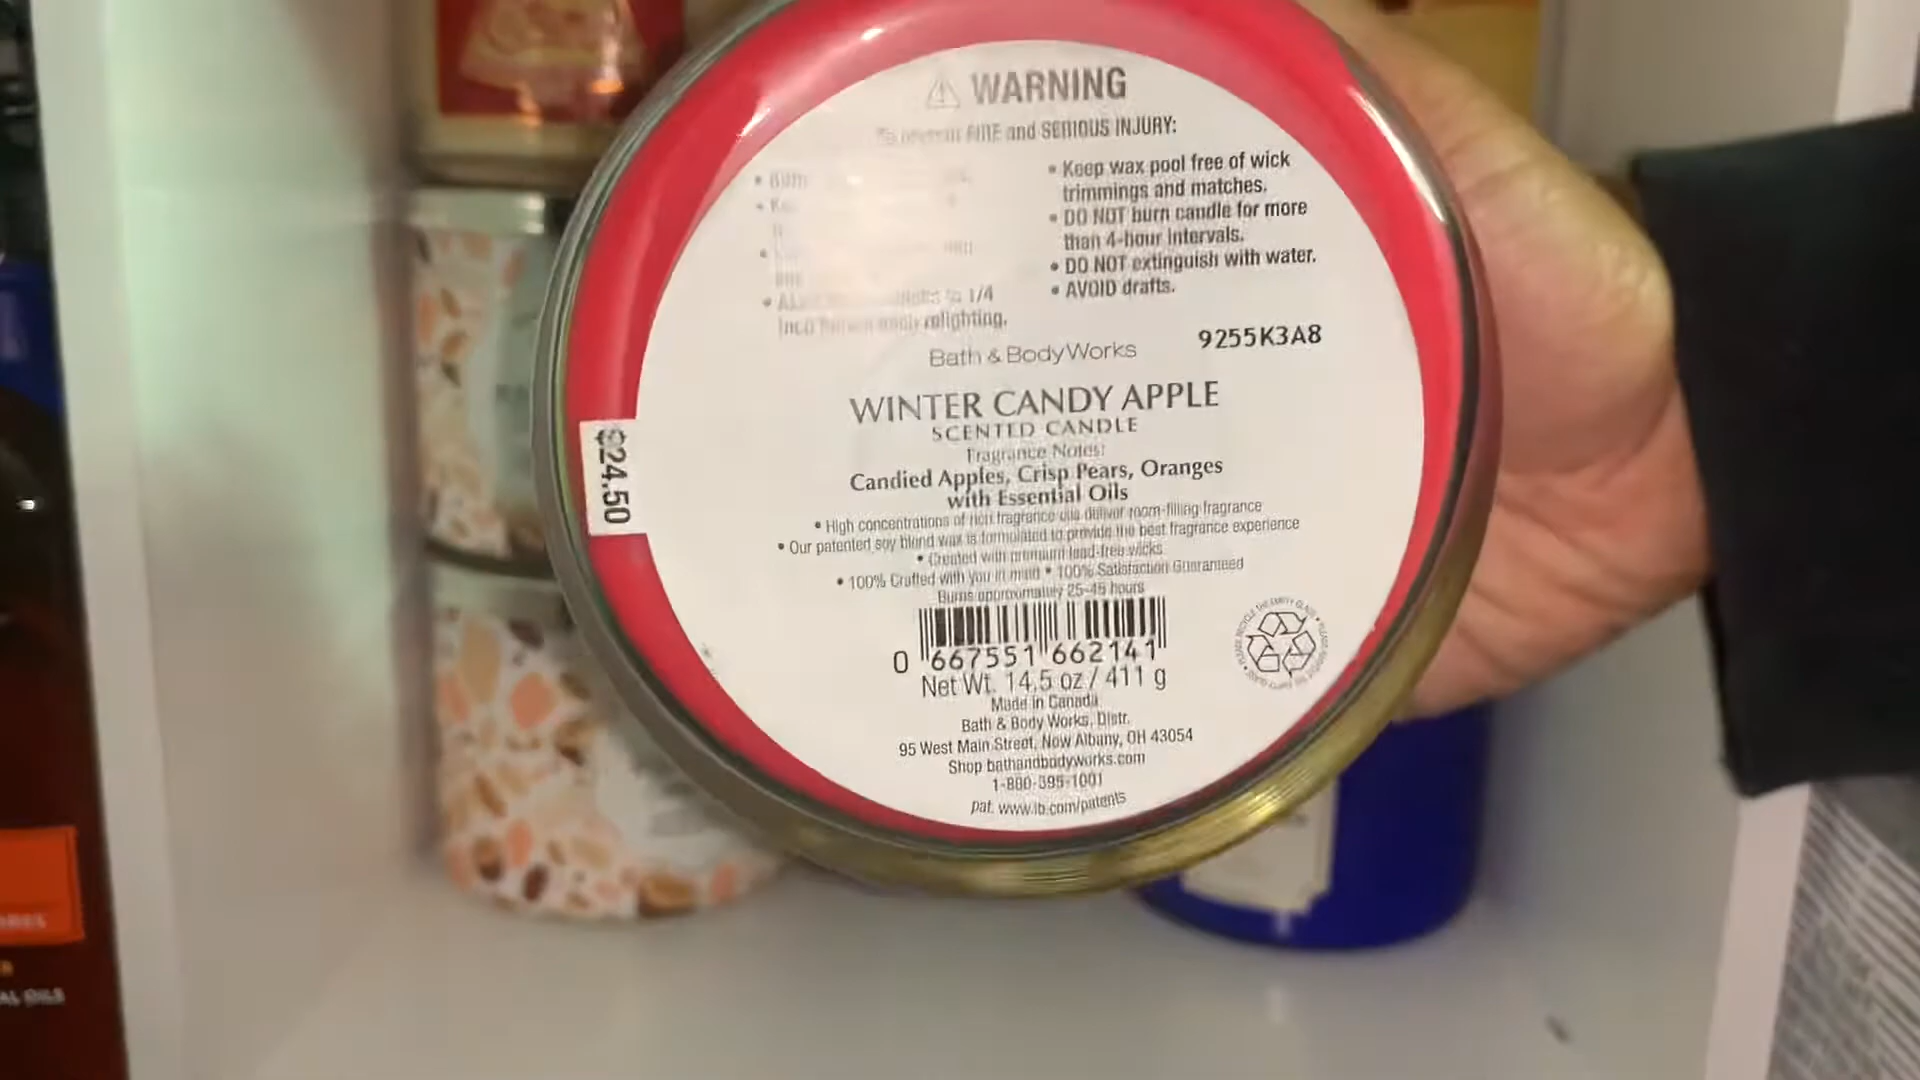 WARNING
FIRE and SERIOUS INJURY:
1/4
relighting.
• Keep wax pool free of wick
trimmings and matches.
• DO NOT burn candle for more
than 4-hour intervals.
• DO NOT extinguish with water.
• AVOID drafts.
9255K3A8
Bath & Body Works
WINTER CANDY APPLE
SCENTED CANDLE
Fragrance Notes:
Candied Apples, Crisp Pears, Oranges
with Essential Oils
• High concentrations of rich fragrance oils deliver room-filling fragrance
• Our patented soy blend wax is formulated to provide the best fragrance experience
• Created with premium lead-free wicks
• 100% Crafted with you in mind • 100% Satisfaction Guaranteed
Burns approximately 25-45 hours
$24.50
0 667551 662141
Net Wt. 14.5 oz / 411 g
Made in Canada
Bath & Body Works, Distr.
95 West Main Street, New Albany, OH 43054
Shop bathandbodyworks.com
1-800-395-1001
pat. www.lb.com/patents